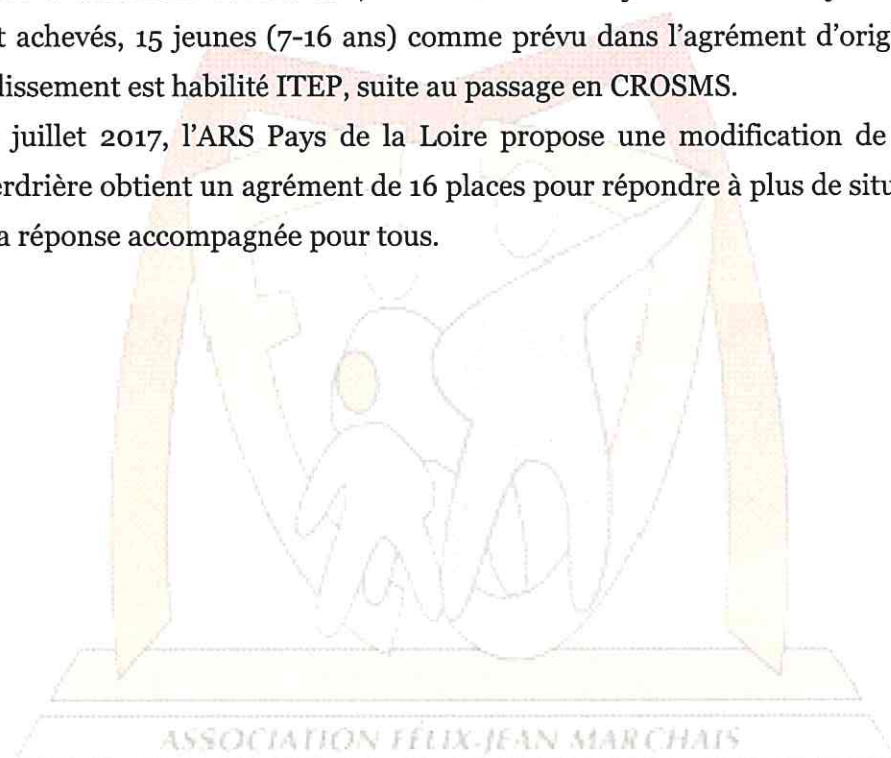 t achevés, 15 jeunes (7-16 ans) comme prévu dans l'agrément d'orig
lissement est habilité ITEP, suite au passage en CROSMS.
juillet 2017, l'ARS Pays de la Loire propose une modification de
erdrière obtient un agrément de 16 places pour répondre à plus de situ
a réponse accompagnée pour tous.
ASSOCIATION FÉLIX-JEAN MARCHAIS